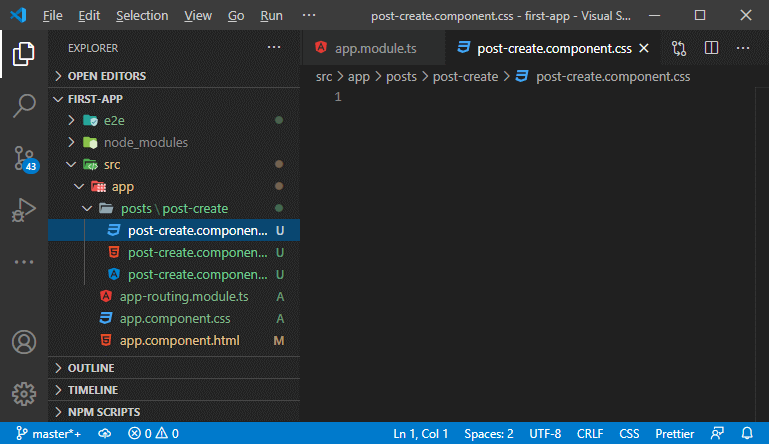 File Edit Selection View Go Run ··· post-create.component.css - first-app - Visual S...
EXPLORER ···
app.module.ts post-create.component.css
src > app > posts > post-create > post-create.component.css
1
OPEN EDITORS
FIRST-APP
e2e
node_modules
src
app
posts \ post-create
post-create.componen... U
post-create.componen... U
post-create.componen... U
app-routing.module.ts A
app.component.css A
app.component.html M
OUTLINE
TIMELINE
NPM SCRIPTS
43
master*+ 0 0 Ln 1, Col 1 Spaces: 2 UTF-8 CRLF CSS Prettier